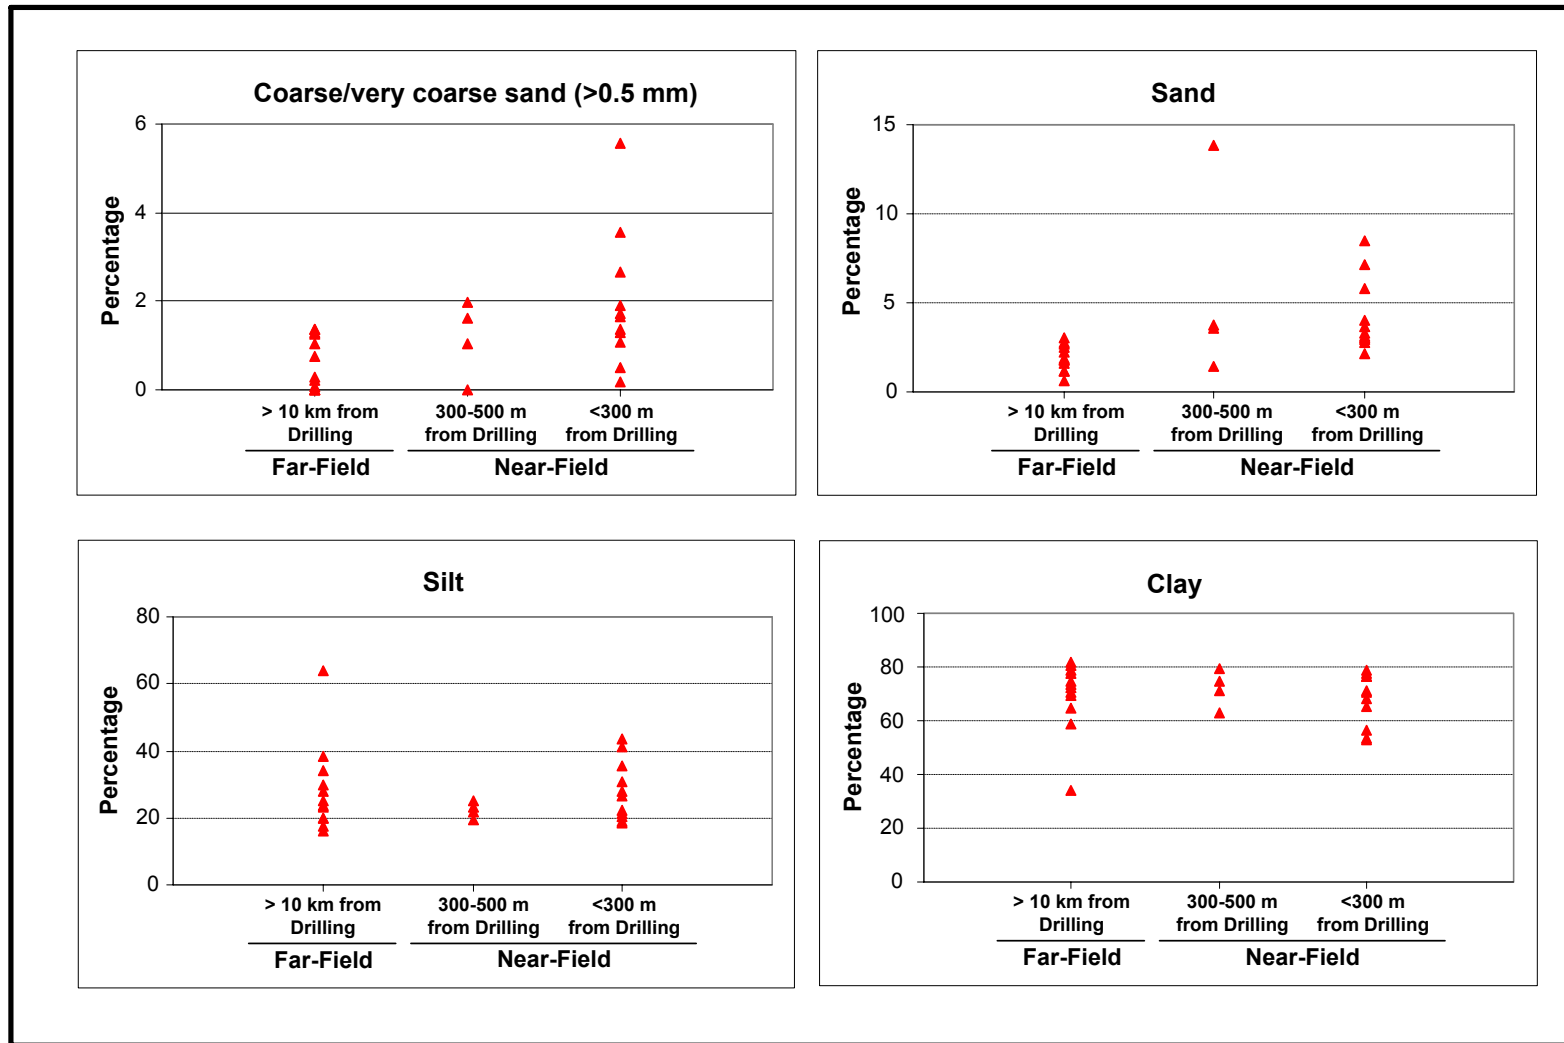 Coarse/very coarse sand (>0.5 mm)
6
4
2
0
Percentage
> 10 km from
Drilling
300-500 m
from Drilling
<300 m
from Drilling
Far-Field
Near-Field
Sand
15
10
5
0
Percentage
> 10 km from
Drilling
300-500 m
from Drilling
<300 m
from Drilling
Far-Field
Near-Field
Silt
80
60
40
20
0
Percentage
> 10 km from
Drilling
300-500 m
from Drilling
<300 m
from Drilling
Far-Field
Near-Field
Clay
100
80
60
40
20
0
Percentage
> 10 km from
Drilling
300-500 m
from Drilling
<300 m
from Drilling
Far-Field
Near-Field